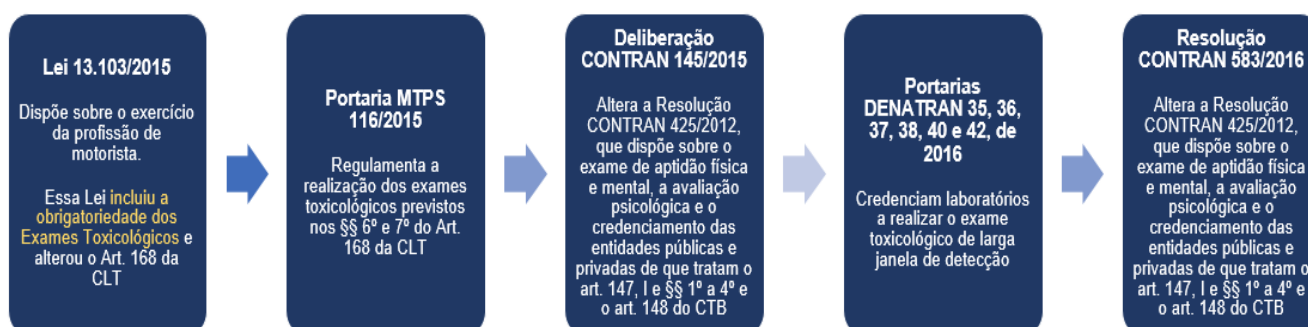 Lei 13.103/2015
Dispõe sobre o exercício
da profissão de
motorista.
Essa Lei incluiu a
obrigatoriedade dos
Exames Toxicológicos e
alterou o Art. 168 da
CLT
Portaria MTPS
116/2015
Regulamenta a
realização dos exames
toxicológicos previstos
nos §§ 6º e 7º do Art.
168 da CLT
Deliberação
CONTRAN 145/2015
Altera a Resolução
CONTRAN 425/2012,
que dispõe sobre o
exame de aptidão física
e mental, a avaliação
psicológica e o
credenciamento das
entidades públicas e
privadas de que tratam o
art. 147, I e §§ 1º a 4º e
o art. 148 do CTB
Portarias
DENATRAN 35, 36,
37, 38, 40 e 42, de
2016
Credenciam laboratórios
a realizar o exame
toxicológico de larga
janela de detecção
Resolução
CONTRAN 583/2016
Altera a Resolução
CONTRAN 425/2012,
que dispõe sobre o
exame de aptidão física
e mental, a avaliação
psicológica e o
credenciamento das
entidades públicas e
privadas de que tratam o
art. 147, I e §§ 1º a 4º e
o art. 148 do CTB